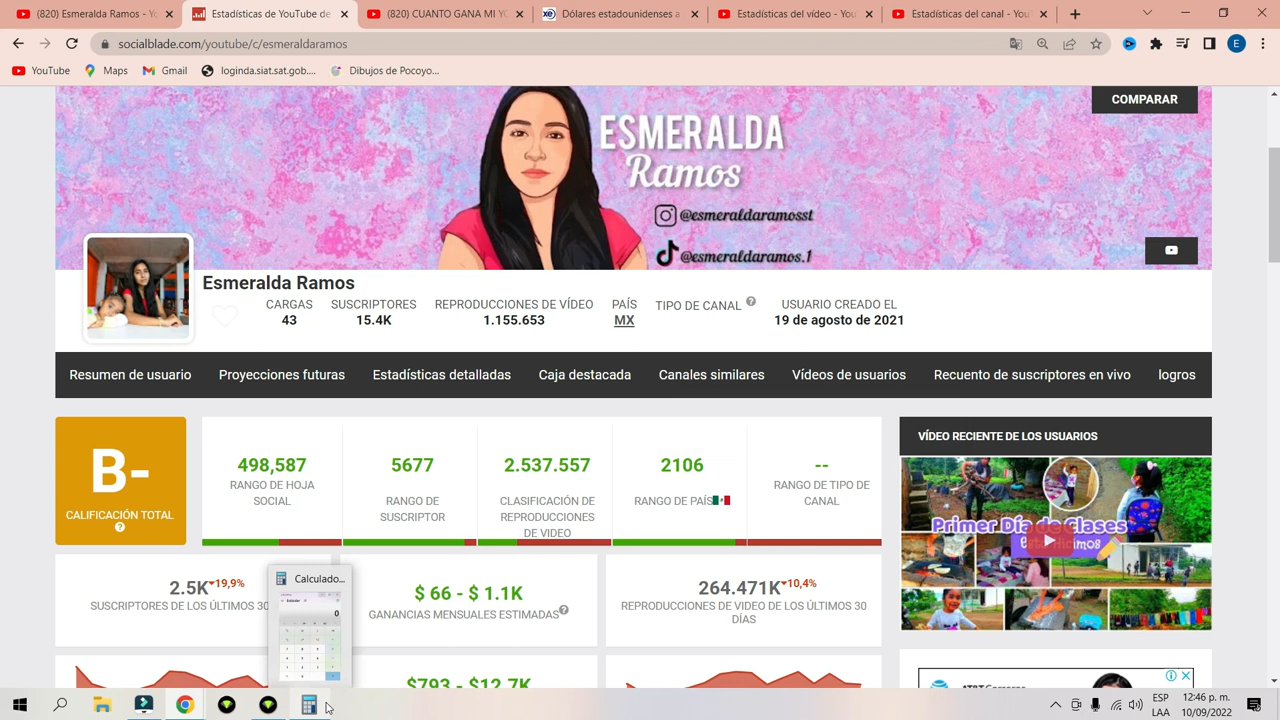 (820) Esmeralda Ramos - Yo
Estadísticas de YouTube de
(820) CUANTO GANA MI YO
Dólares estadounidenses a
Estadísticas del vídeo - You
Estadísticas del canal - You
socialblade.com/youtube/c/esmeraldaramos
E
YouTube
Maps
Gmail
loginda.siat.sat.gob....
Dibujos de Pocoyo...
COMPARAR
ESMERALDA
Ramos
@esmeraldaramosst
@esmeraldaramos.1
Esmeralda Ramos
CARGAS
43
SUSCRIPTORES
15.4K
REPRODUCCIONES DE VÍDEO
1.155.653
PAÍS
MX
TIPO DE CANAL ?
USUARIO CREADO EL
19 de agosto de 2021
Resumen de usuario
Proyecciones futuras
Estadísticas detalladas
Caja destacada
Canales similares
Vídeos de usuarios
Recuento de suscriptores en vivo
logros
B-
CALIFICACIÓN TOTAL
?
498,587
RANGO DE HOJA
SOCIAL
5677
RANGO DE
SUSCRIPTOR
2.537.557
CLASIFICACIÓN DE
REPRODUCCIONES
DE VIDEO
2106
RANGO DE PAÍS
--
RANGO DE TIPO DE
CANAL
VÍDEO RECIENTE DE LOS USUARIOS
Primer Día de Clases
2.5K 19,9%
SUSCRIPTORES DE LOS ÚLTIMOS 30
Calculado...
Estándar
0
$ 66 - $ 1.1K
GANANCIAS MENSUALES ESTIMADAS ?
264.471K 10,4%
REPRODUCCIONES DE VIDEO DE LOS ÚLTIMOS 30
DÍAS
$793 - $12.7K
ESP
LAA
12:46 p. m.
10/09/2022